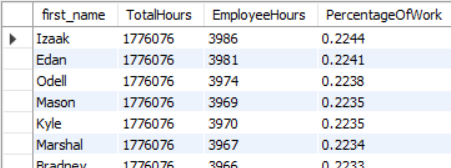 first_name TotalHours EmployeeHours PercentageOfWork
Izaak 1776076 3986 0.2244
Edan 1776076 3981 0.2241
Odell 1776076 3974 0.2238
Mason 1776076 3969 0.2235
Kyle 1776076 3970 0.2235
Marshal 1776076 3967 0.2234
Bradney 1776076 3966 0.2233